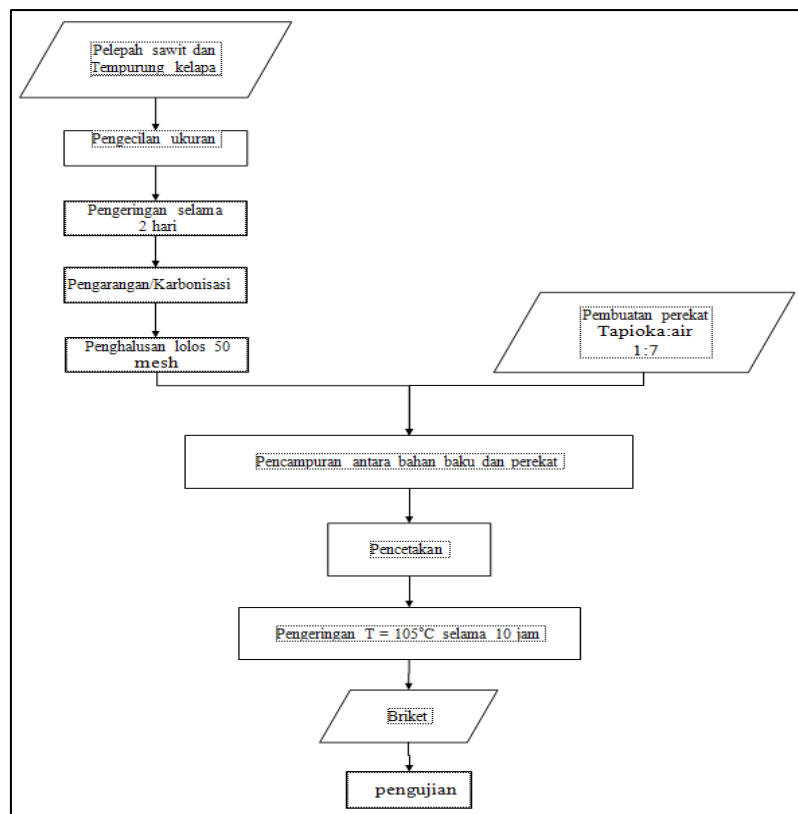 Pelepah sawit dan
Tempurung kelapa
Pengecilan ukuran
Pengeringan selama
2 hari
Pengarangan/Karbonisasi
Penghalusan lolos 50
mesh
Pembuatan perekat
Tapioka:air
1:7
Pencampuran antara bahan baku dan perekat
Pencetakan
Pengeringan T = 105°C selama 10 jam
Briket
pengujian